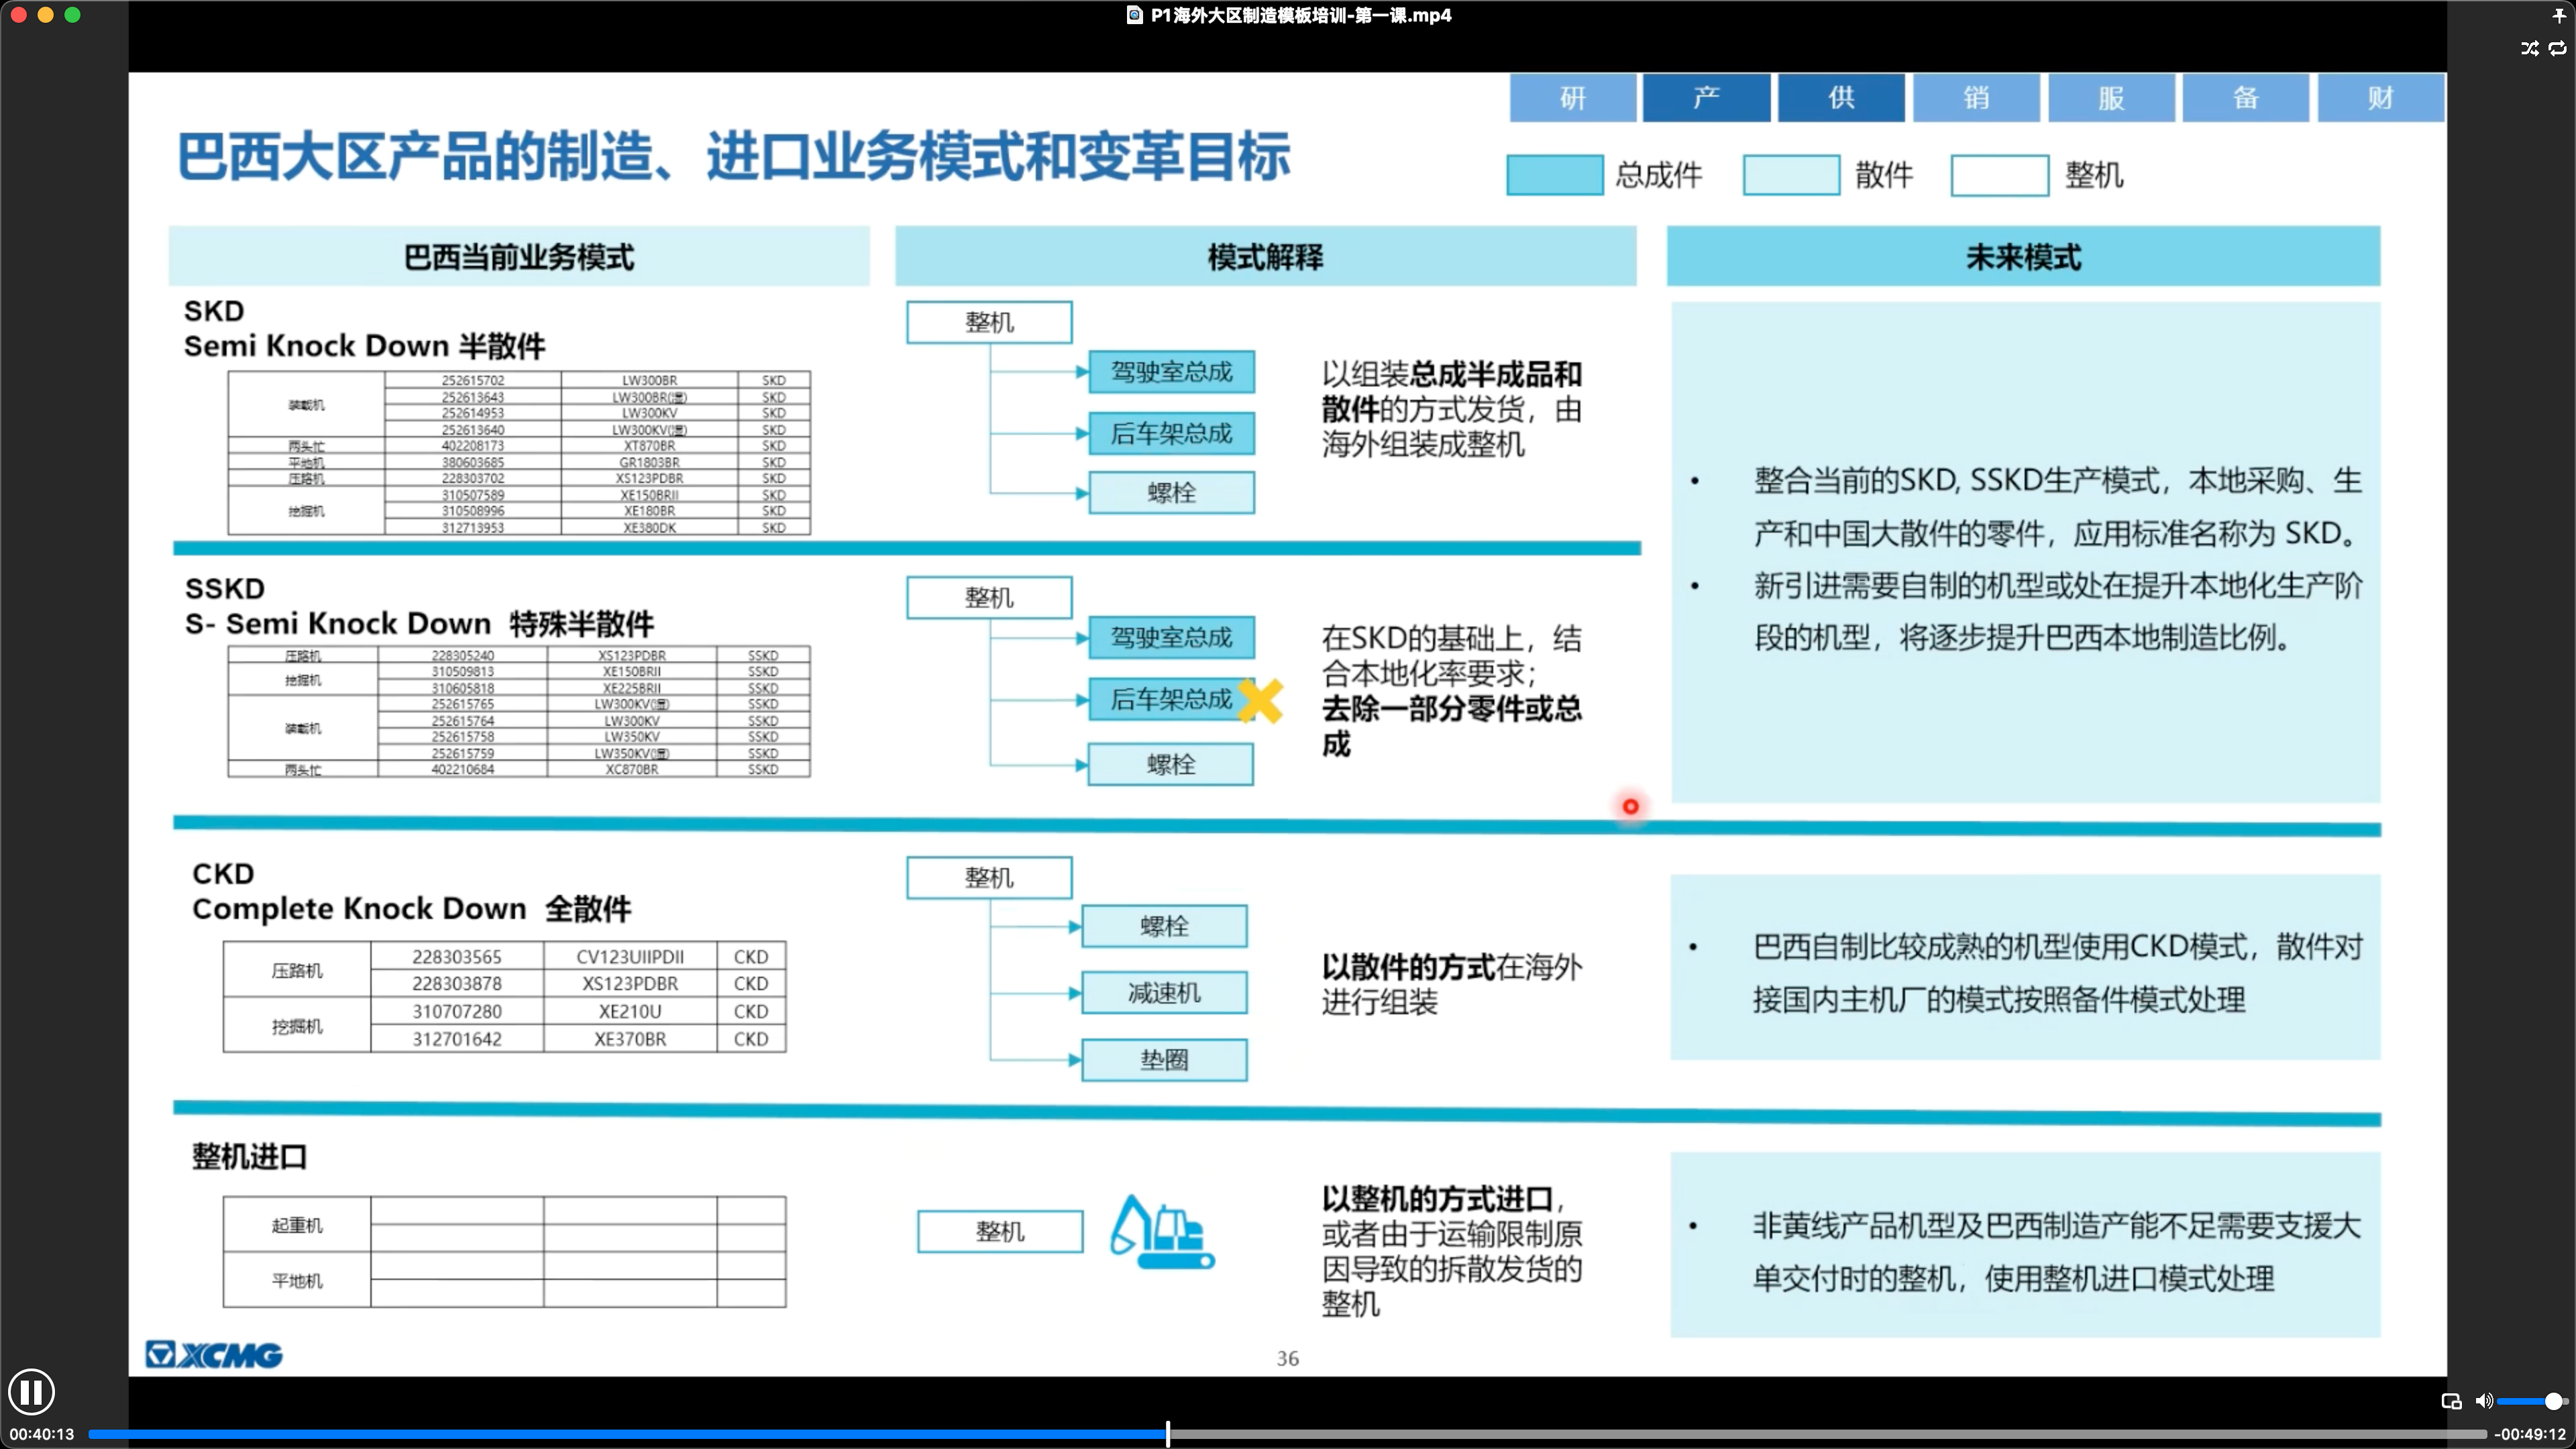 P1海外大区制造模板培训-第一课.mp4
研 产 供 销 服 备 财
巴西大区产品的制造、进口业务模式和变革目标
总成件 散件 整机
巴西当前业务模式
模式解释
未来模式
SKD
Semi Knock Down 半散件
装载机 252615702 LW300BR SKD
252613643 LW300BR(湿) SKD
252614953 LW300KV SKD
252613640 LW300KV(湿) SKD
两头忙 402208173 XT870BR SKD
平地机 380603685 GR1803BR SKD
压路机 228303702 XS123PDBR SKD
挖掘机 310507589 XE150BRII SKD
310508996 XE180BR SKD
312713953 XE380DK SKD
整机
驾驶室总成
后车架总成
螺栓
以组装总成半成品和
散件的方式发货，由
海外组装成整机
SSKD
S- Semi Knock Down 特殊半散件
压路机 228305240 XS123PDBR SSKD
挖掘机 310509813 XE150BRII SSKD
310605818 XE225BRII SSKD
装载机 252615765 LW300KV(湿) SSKD
252615764 LW300KV SSKD
252615758 LW350KV SSKD
252615759 LW350KV(湿) SSKD
两头忙 402210684 XC870BR SSKD
整机
驾驶室总成
后车架总成
螺栓
在SKD的基础上，结
合本地化率要求；
去除一部分零件或总
成
• 整合当前的SKD, SSKD生产模式，本地采购、生
产和中国大散件的零件，应用标准名称为 SKD。
• 新引进需要自制的机型或处在提升本地化生产阶
段的机型，将逐步提升巴西本地制造比例。
CKD
Complete Knock Down 全散件
压路机 228303565 CV123UIIPDII CKD
228303878 XS123PDBR CKD
挖掘机 310707280 XE210U CKD
312701642 XE370BR CKD
整机
螺栓
减速机
垫圈
以散件的方式在海外
进行组装
• 巴西自制比较成熟的机型使用CKD模式，散件对
接国内主机厂的模式按照备件模式处理
整机进口
起重机
平地机
整机
以整机的方式进口，
或者由于运输限制原
因导致的拆散发货的
整机
• 非黄线产品机型及巴西制造产能不足需要支援大
单交付时的整机，使用整机进口模式处理
XCMG
36
00:40:13
-00:49:12